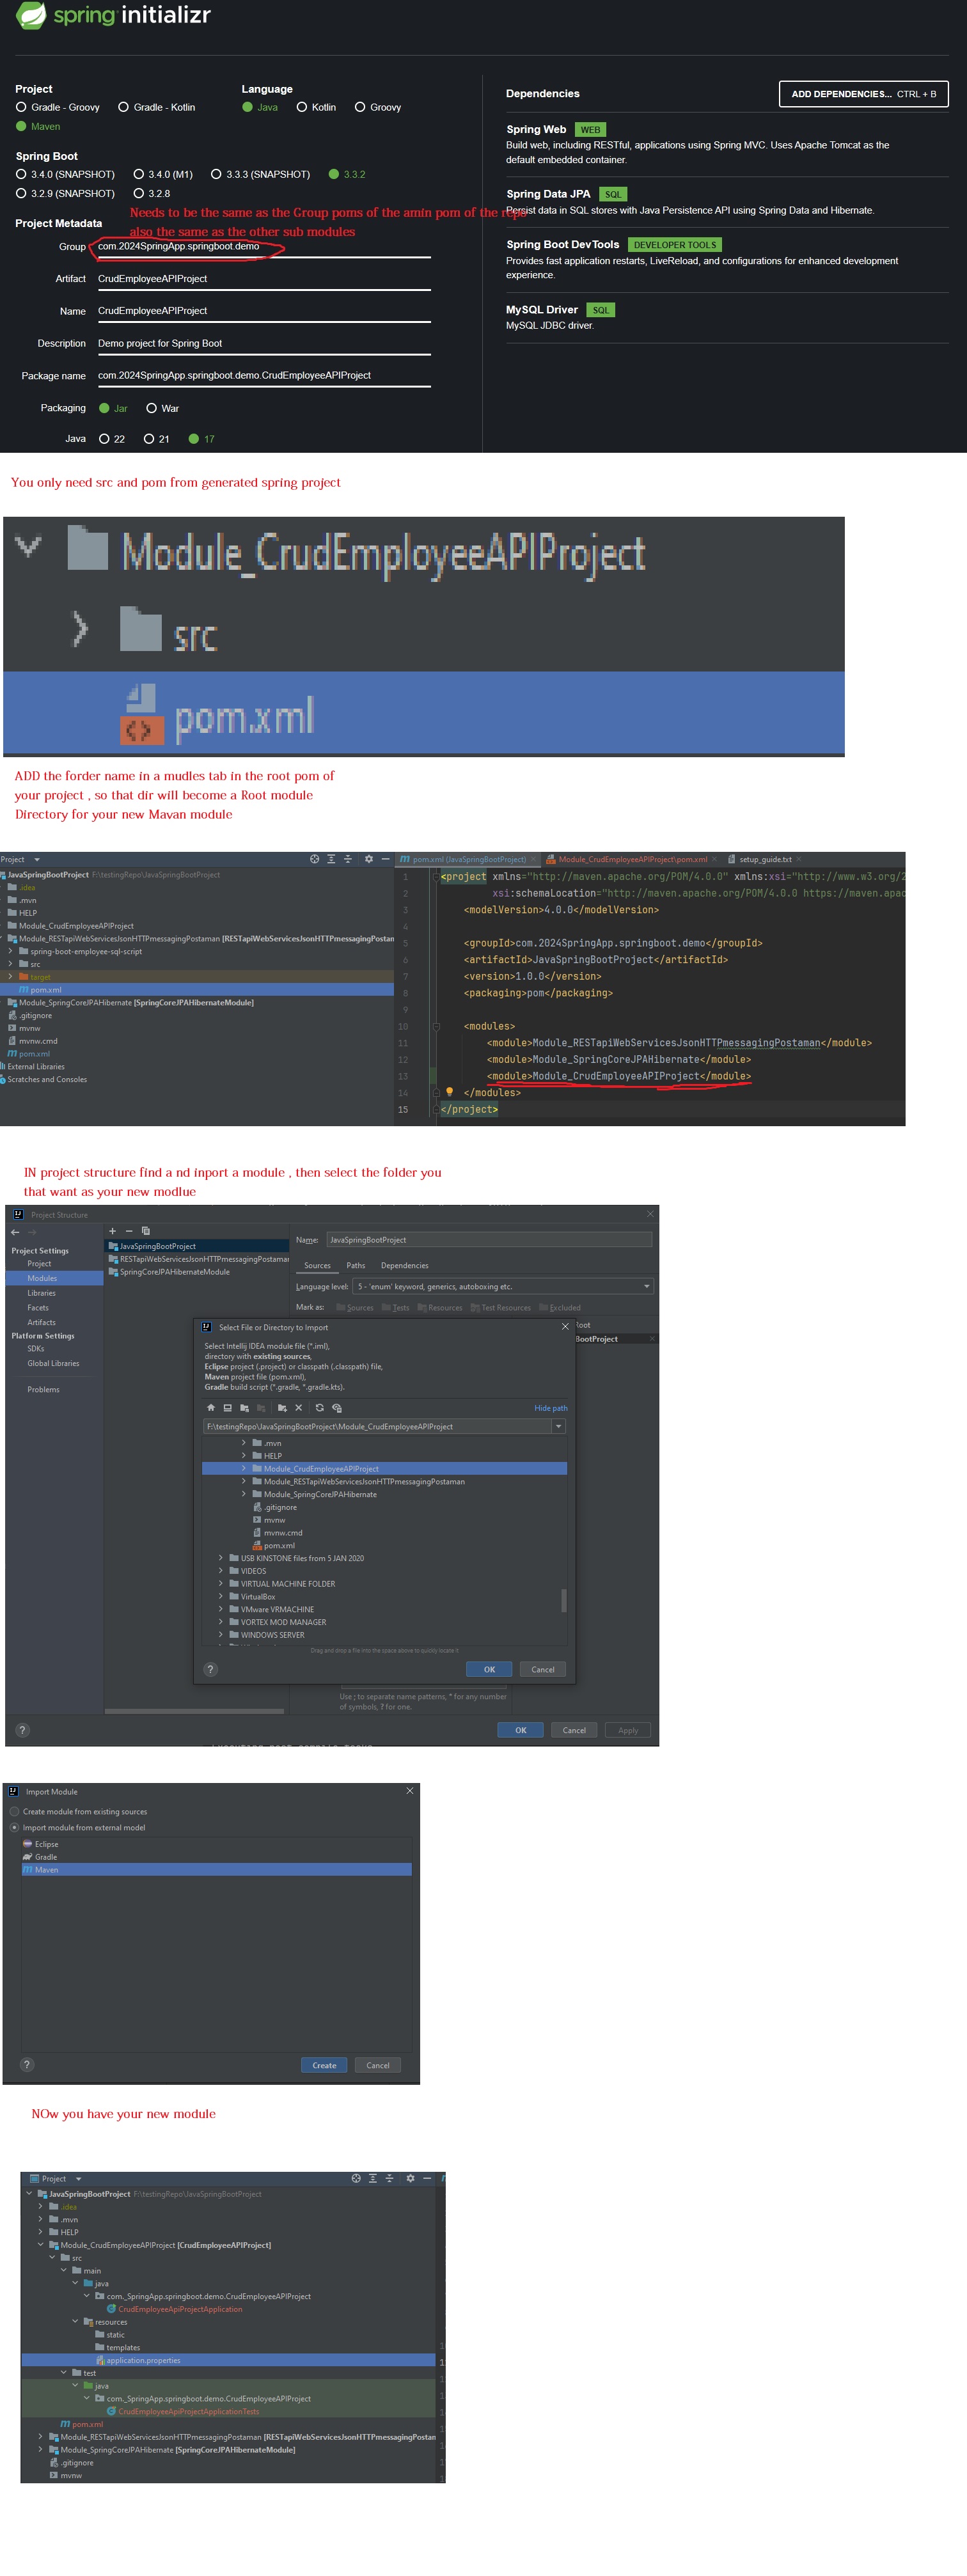 spring initializr
Project
Gradle - Groovy Gradle - Kotlin
Maven
Language
Java Kotlin Groovy
Spring Boot
3.4.0 (SNAPSHOT) 3.4.0 (M1) 3.3.3 (SNAPSHOT) 3.3.2
3.2.9 (SNAPSHOT) 3.2.8
Needs to be the same as the Group poms of the amin pom of the repo
also the same as the other sub modules
Project Metadata
Group com.2024SpringApp.springboot.demo
Artifact CrudEmployeeAPIProject
Name CrudEmployeeAPIProject
Description Demo project for Spring Boot
Package name com.2024SpringApp.springboot.demo.CrudEmployeeAPIProject
Packaging Jar War
Java 22 21 17
Dependencies ADD DEPENDENCIES... CTRL + B
Spring Web WEB
Build web, including RESTful, applications using Spring MVC. Uses Apache Tomcat as the
default embedded container.
Spring Data JPA SQL
Persist data in SQL stores with Java Persistence API using Spring Data and Hibernate.
Spring Boot DevTools DEVELOPER TOOLS
Provides fast application restarts, LiveReload, and configurations for enhanced development
experience.
MySQL Driver SQL
MySQL JDBC driver.
You only need src and pom from generated spring project
Module_CrudEmployeeAPIProject
src
pom.xml
ADD the forder name in a mudles tab in the root pom of
your project , so that dir will become a Root module
Directory for your new Mavan module
Project
JavaSpringBootProject F:\testingRepo\JavaSpringBootProject
.idea
.mvn
HELP
Module_CrudEmployeeAPIProject
Module_RESTapiWebServicesJsonHTTPmessagingPostaman [RESTapiWebServicesJsonHTTPmessagingPostan
spring-boot-employee-sql-script
src
target
pom.xml
Module_SpringCoreJPAHibernate [SpringCoreJPAHibernateModule]
.gitignore
mvnw
mvnw.cmd
pom.xml
External Libraries
Scratches and Consoles
pom.xml (JavaSpringBootProject) Module_CrudEmployeeAPIProject\pom.xml setup_guide.txt
1 <project xmlns="http://maven.apache.org/POM/4.0.0" xmlns:xsi="http://www.w3.org/2
2 xsi:schemaLocation="http://maven.apache.org/POM/4.0.0 https://maven.apac
3 <modelVersion>4.0.0</modelVersion>
4
5 <groupId>com.2024SpringApp.springboot.demo</groupId>
6 <artifactId>JavaSpringBootProject</artifactId>
7 <version>1.0.0</version>
8 <packaging>pom</packaging>
9
10 <modules>
11 <module>Module_RESTapiWebServicesJsonHTTPmessagingPostaman</module>
12 <module>Module_SpringCoreJPAHibernate</module>
13 <module>Module_CrudEmployeeAPIProject</module>
14 </modules>
15 </project>
IN project structure find a nd inport a module , then select the folder you
that want as your new modlue
Project Structure
Project Settings
Project
Modules
Libraries
Facets
Artifacts
Platform Settings
SDKs
Global Libraries
Problems
JavaSpringBootProject
RESTapiWebServicesJsonHTTPmessagingPostamar
SpringCoreJPAHibernateModule
Name: JavaSpringBootProject
Sources Paths Dependencies
Language level: 5 - 'enum' keyword, generics, autoboxing etc.
Mark as: Sources Tests Resources Test Resources Excluded
Root
BootProject
Select File or Directory to Import
Select Intellij IDEA module file (*.iml),
directory with existing sources,
Eclipse project (.project) or classpath (.classpath) file,
Maven project file (pom.xml),
Gradle build script (*.gradle, *.gradle.kts).
Hide path
F:\testingRepo\JavaSpringBootProject\Module_CrudEmployeeAPIProject
.mvn
HELP
Module_CrudEmployeeAPIProject
Module_RESTapiWebServicesJsonHTTPmessagingPostaman
Module_SpringCoreJPAHibernate
.gitignore
mvnw
mvnw.cmd
pom.xml
USB KINSTONE files from 5 JAN 2020
VIDEOS
VIRTUAL MACHINE FOLDER
VirtualBox
VMware VRMACHINE
VORTEX MOD MANAGER
WINDOWS SERVER
Drag and drop a file into the space above to quickly locate it
? OK Cancel
Use ; to separate name patterns, * for any number
of symbols, ? for one.
? OK Cancel Apply
Import Module
Create module from existing sources
Import module from external model
Eclipse
Gradle
Maven
? Create Cancel
NOw you have your new module
Project
JavaSpringBootProject F:\testingRepo\JavaSpringBootProject
.idea
.mvn
HELP
Module_CrudEmployeeAPIProject [CrudEmployeeAPIProject]
src
main
java
com._SpringApp.springboot.demo.CrudEmployeeAPIProject
CrudEmployeeApiProjectApplication
resources
static
templates
application.properties
test
java
com._SpringApp.springboot.demo.CrudEmployeeAPIProject
CrudEmployeeApiProjectApplicationTests
pom.xml
Module_RESTapiWebServicesJsonHTTPmessagingPostaman [RESTapiWebServicesJsonHTTPmessagingPostan
Module_SpringCoreJPAHibernate [SpringCoreJPAHibernateModule]
.gitignore
mvnw